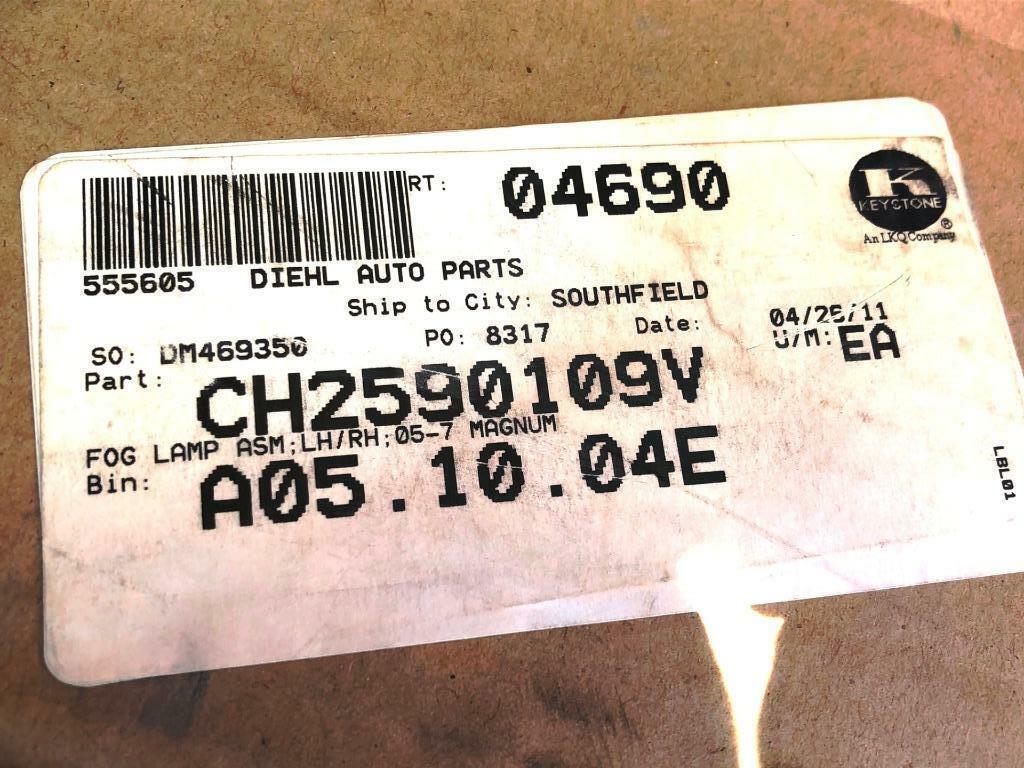 RT: 04690
K
KEYSTONE
®
An LKQ Company
555605 DIEHL AUTO PARTS
Ship to City: SOUTHFIELD
SO: DM469350 PO: 8317 Date: 04/26/11
Part: CH2590109V U/M: EA
FOG LAMP ASM;LH/RH;05-7 MAGNUM
Bin: A05.10.04E
LBL01